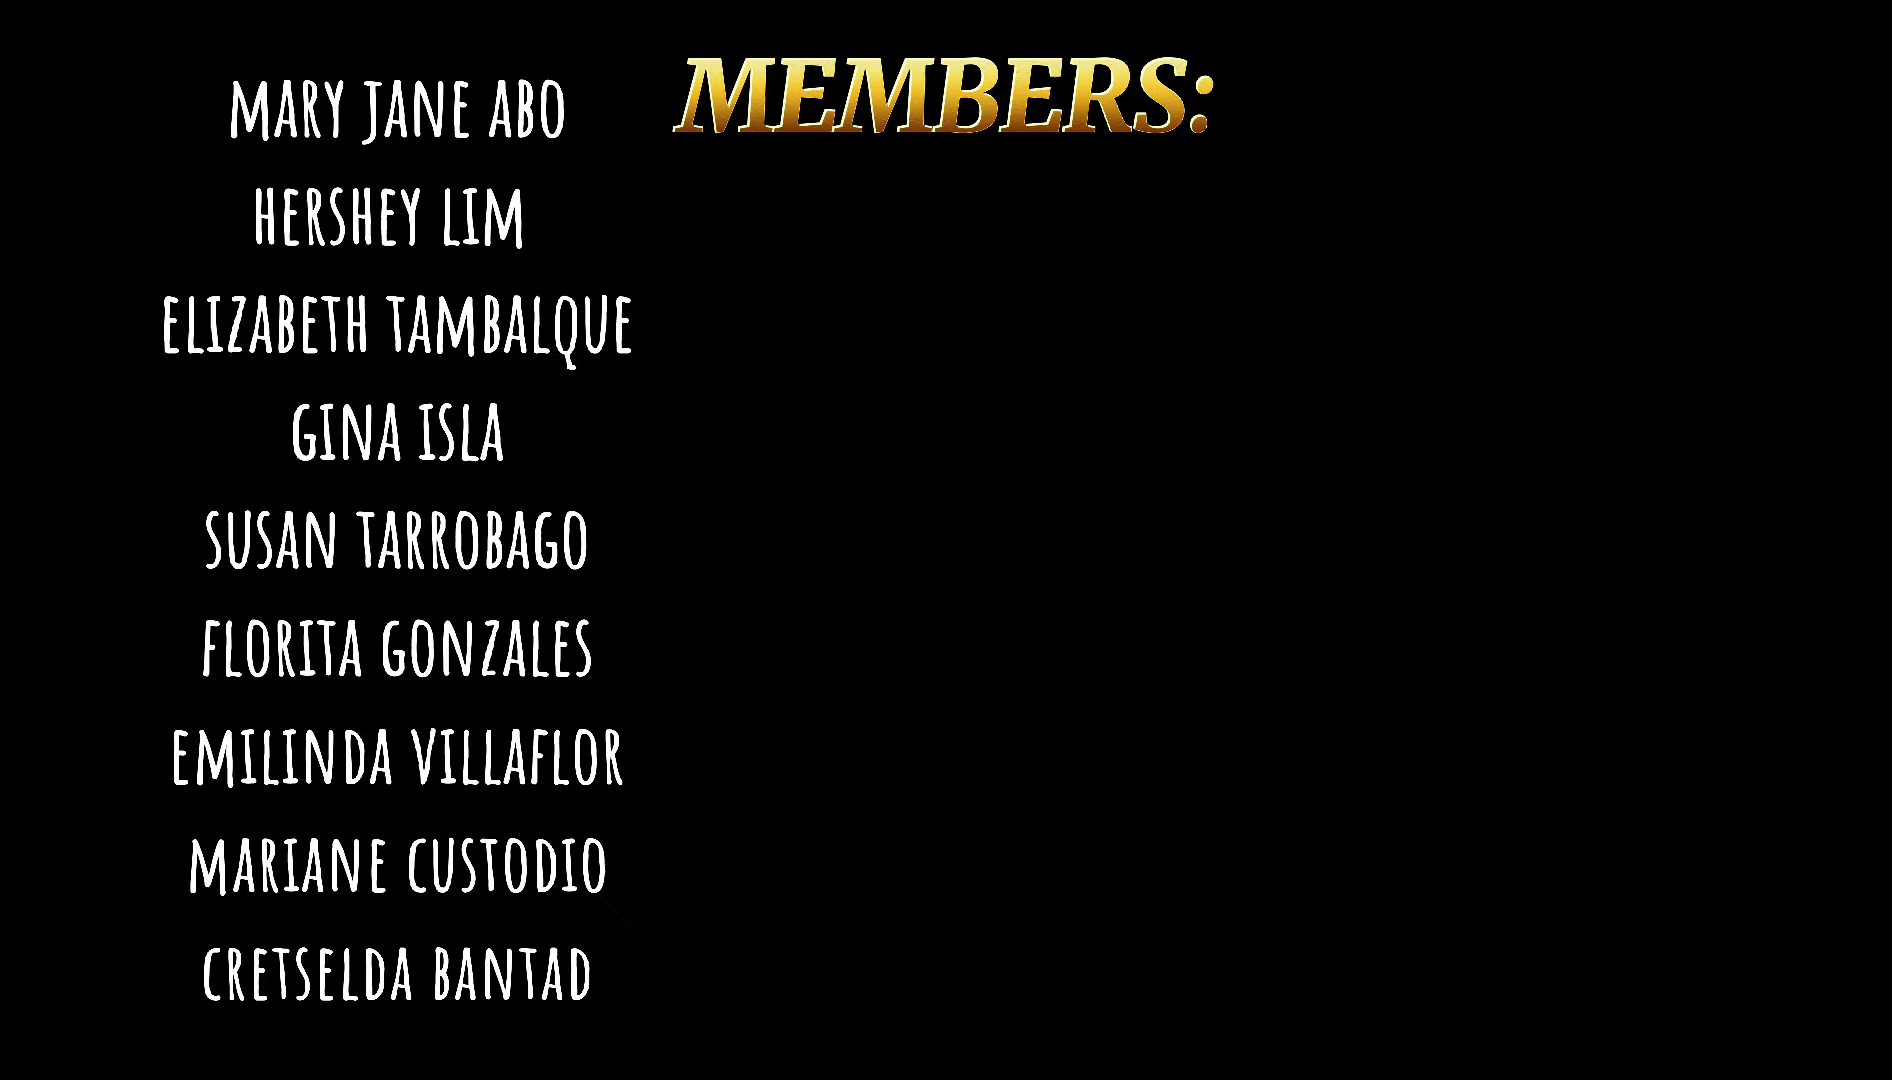 MEMBERS:
MARY JANE ABO
HERSHEY LIM
ELIZABETH TAMBALQUE
GINA ISLA
SUSAN TARROBAGO
FLORITA GONZALES
EMILINDA VILLAFLOR
MARIANE CUSTODIO
CRETSELDA BANTAD